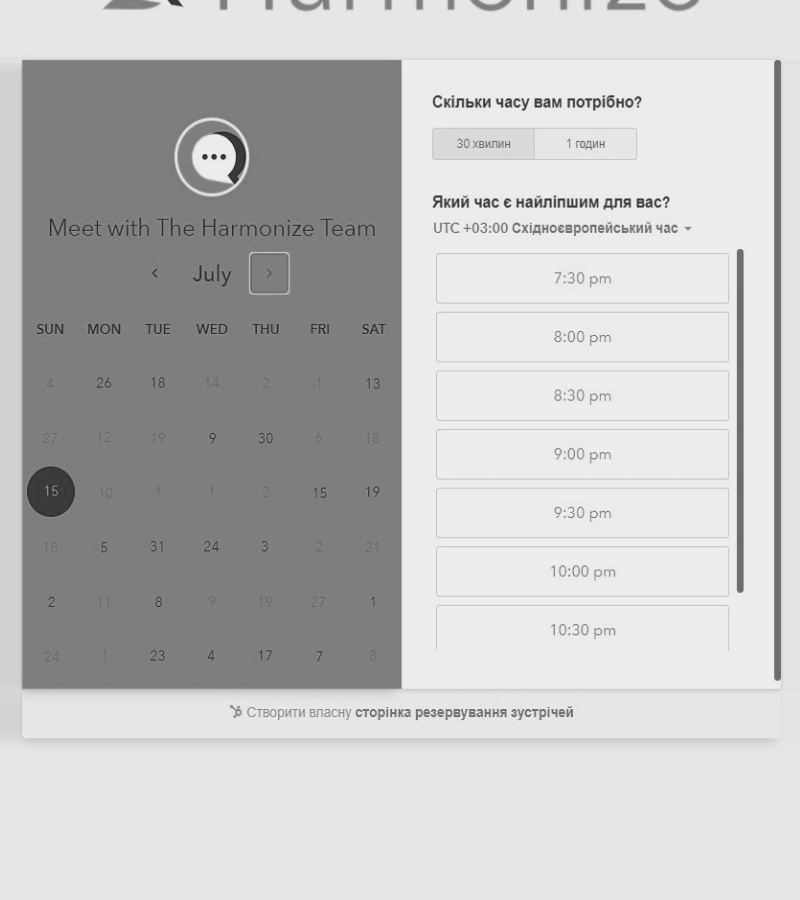 Harmonize
Meet with The Harmonize Team
July
SUN MON TUE WED THU FRI SAT
4 26 18 14 2 1 13
27 12 19 9 30 6 18
15 10 1 1 2 15 19
18 5 31 24 3 2 21
2 11 8 9 19 27 1
24 1 23 4 17 7 8
Скільки часу вам потрібно?
30 хвилин 1 годин
Який час є найліпшим для вас?
UTC +03:00 Східноєвропейський час
7:30 pm
8:00 pm
8:30 pm
9:00 pm
9:30 pm
10:00 pm
10:30 pm
Створити власну сторінка резервування зустрічей